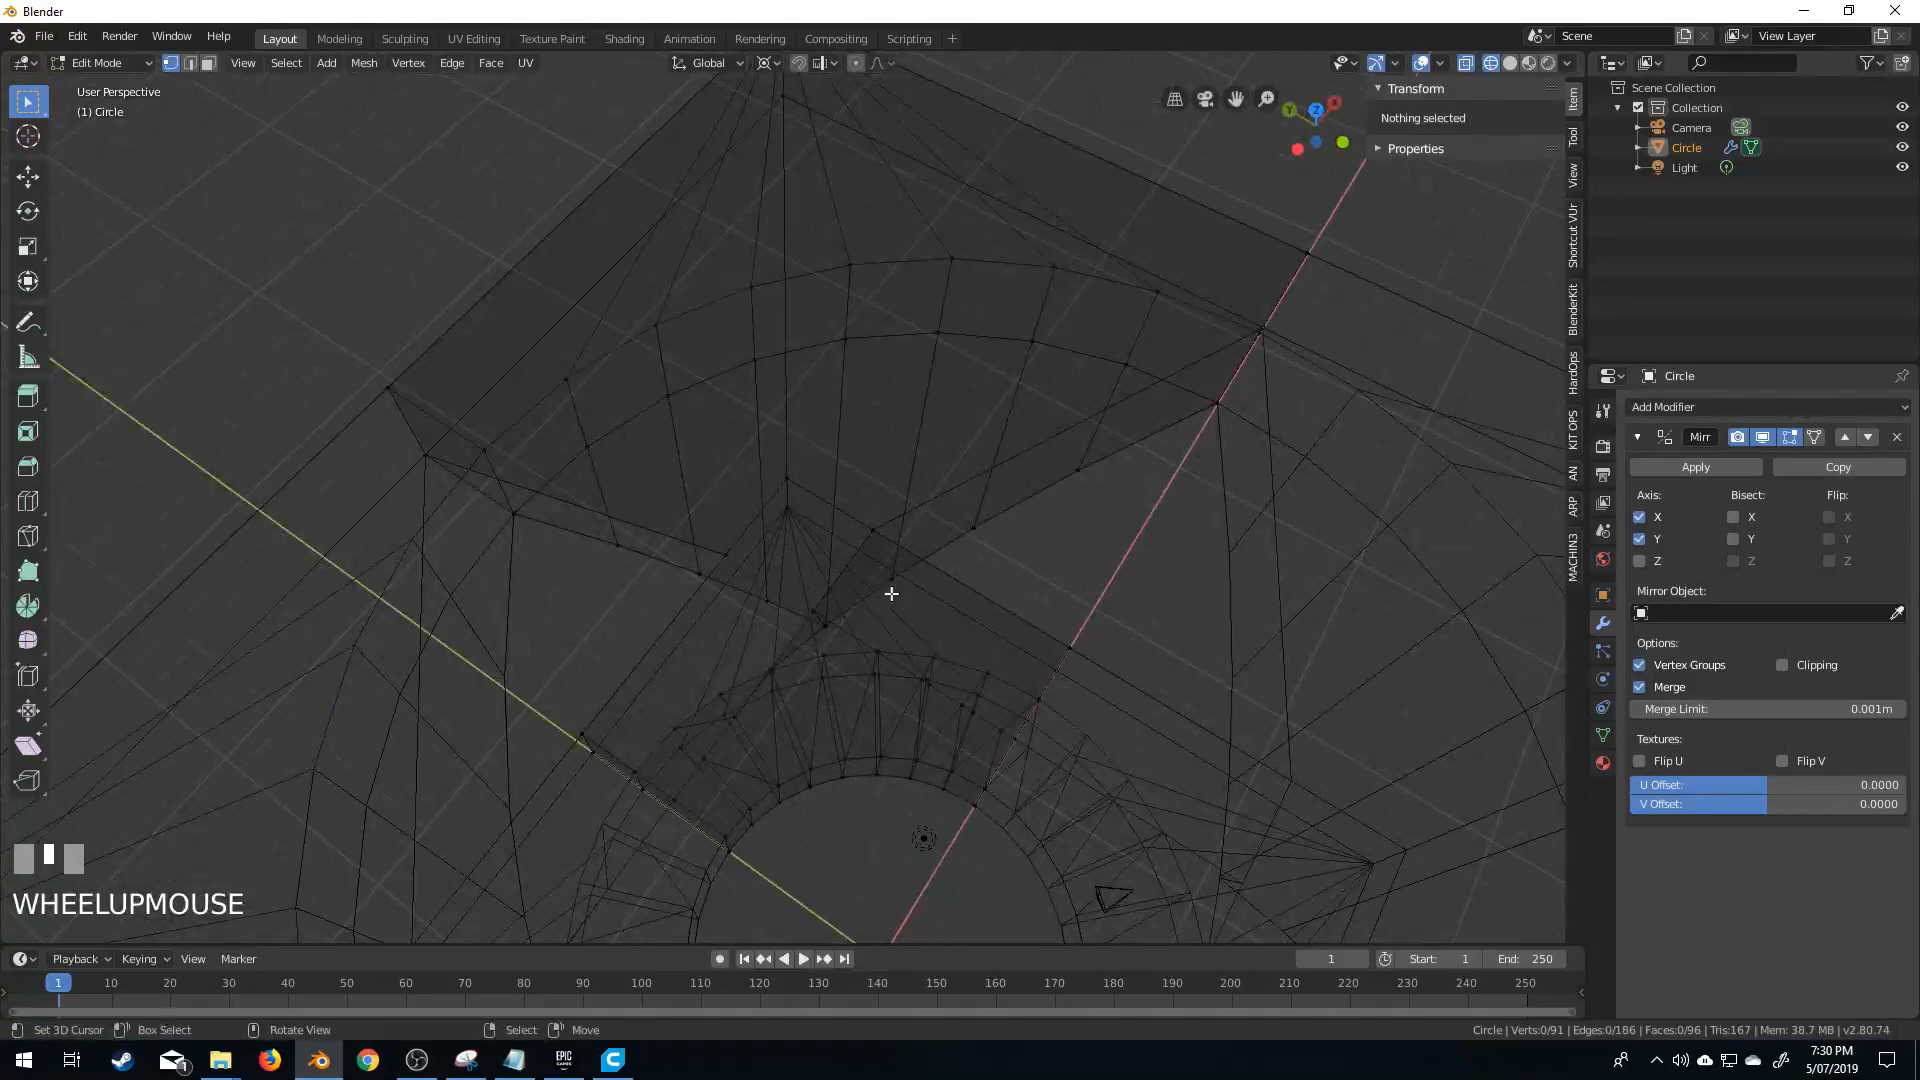 Blender
File Edit Render Window Help
Layout Modeling Sculpting UV Editing Texture Paint Shading Animation Rendering Compositing Scripting +
Scene
View Layer
Edit Mode View Select Add Mesh Vertex Edge Face UV
Global
User Perspective
(1) Circle
Transform
Nothing selected
Properties
Item
Tool
View
Shortcut VUr
BlenderKit
HardOps
KIT OPS
AN
ARP
MACHIN3
X
Y
Z
Scene Collection
Collection
Camera
Circle
Light
Circle
Add Modifier
Mirr
Apply
Copy
Axis: Bisect: Flip:
X X X
Y Y Y
Z Z Z
Mirror Object:
Options:
Vertex Groups Clipping
Merge
Merge Limit: 0.001m
Textures:
Flip U Flip V
U Offset: 0.0000
V Offset: 0.0000
WHEELUPMOUSE
Playback Keying View Marker
1
Start: 1
End: 250
1 10 20 30 40 50 60 70 80 90 100 110 120 130 140 150 160 170 180 190 200 210 220 230 240 250
Set 3D Cursor Box Select Rotate View Select Move
Circle | Verts:0/91 | Edges:0/186 | Faces:0/96 | Tris:167 | Mem: 38.7 MB | v2.80.74
1
EPIC
GAMES
7:30 PM
5/07/2019